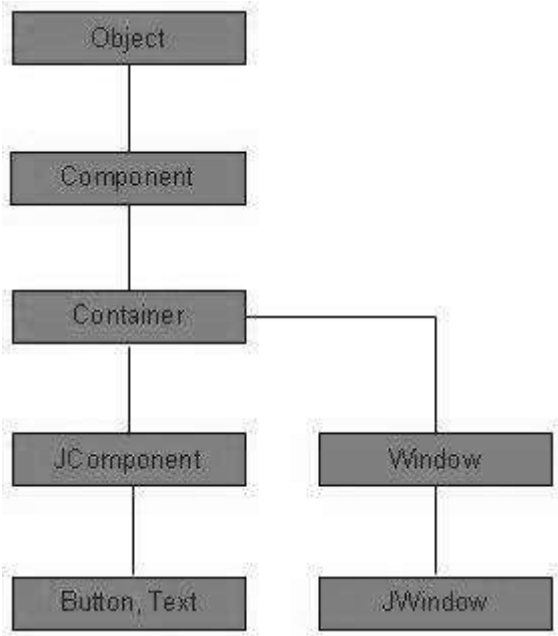 Object
Component
Container
JComponent
Window
Button, Text
JWindow